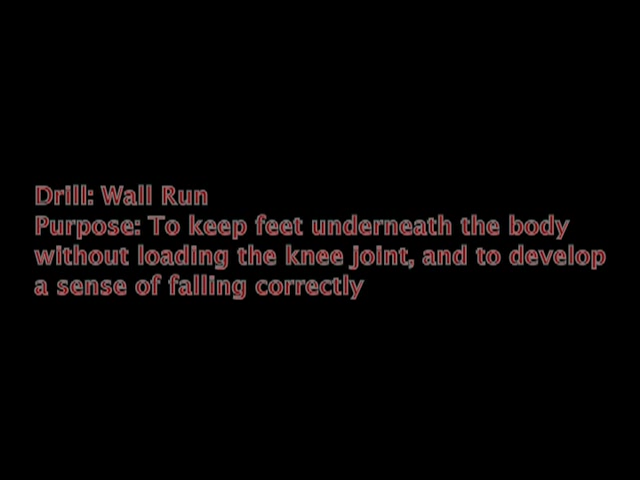 Drill: Wall Run
Purpose: To keep feet underneath the body
without loading the knee joint, and to develop
a sense of falling correctly